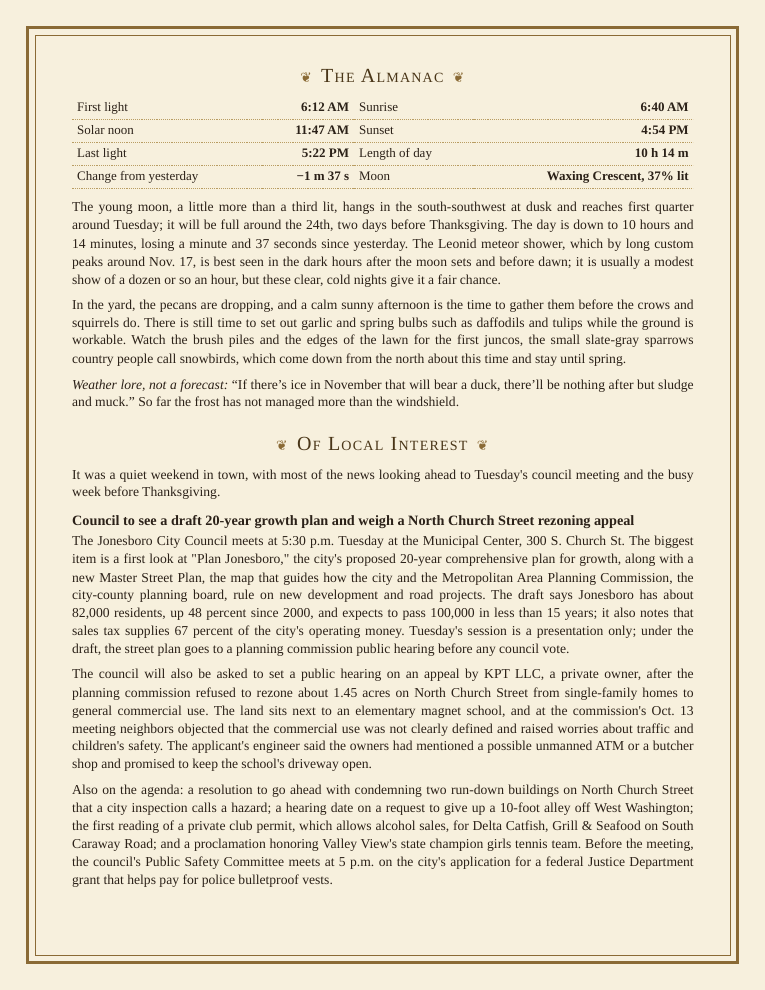 ❦ The Almanac ❦
First light 6:12 AM Sunrise 6:40 AM
Solar noon 11:47 AM Sunset 4:54 PM
Last light 5:22 PM Length of day 10 h 14 m
Change from yesterday −1 m 37 s Moon Waxing Crescent, 37% lit
The young moon, a little more than a third lit, hangs in the south-southwest at dusk and reaches first quarter
around Tuesday; it will be full around the 24th, two days before Thanksgiving. The day is down to 10 hours and
14 minutes, losing a minute and 37 seconds since yesterday. The Leonid meteor shower, which by long custom
peaks around Nov. 17, is best seen in the dark hours after the moon sets and before dawn; it is usually a modest
show of a dozen or so an hour, but these clear, cold nights give it a fair chance.
In the yard, the pecans are dropping, and a calm sunny afternoon is the time to gather them before the crows and
squirrels do. There is still time to set out garlic and spring bulbs such as daffodils and tulips while the ground is
workable. Watch the brush piles and the edges of the lawn for the first juncos, the small slate-gray sparrows
country people call snowbirds, which come down from the north about this time and stay until spring.
Weather lore, not a forecast: “If there’s ice in November that will bear a duck, there’ll be nothing after but sludge
and muck.” So far the frost has not managed more than the windshield.
❦ Of Local Interest ❦
It was a quiet weekend in town, with most of the news looking ahead to Tuesday's council meeting and the busy
week before Thanksgiving.
Council to see a draft 20-year growth plan and weigh a North Church Street rezoning appeal
The Jonesboro City Council meets at 5:30 p.m. Tuesday at the Municipal Center, 300 S. Church St. The biggest
item is a first look at "Plan Jonesboro," the city's proposed 20-year comprehensive plan for growth, along with a
new Master Street Plan, the map that guides how the city and the Metropolitan Area Planning Commission, the
city-county planning board, rule on new development and road projects. The draft says Jonesboro has about
82,000 residents, up 48 percent since 2000, and expects to pass 100,000 in less than 15 years; it also notes that
sales tax supplies 67 percent of the city's operating money. Tuesday's session is a presentation only; under the
draft, the street plan goes to a planning commission public hearing before any council vote.
The council will also be asked to set a public hearing on an appeal by KPT LLC, a private owner, after the
planning commission refused to rezone about 1.45 acres on North Church Street from single-family homes to
general commercial use. The land sits next to an elementary magnet school, and at the commission's Oct. 13
meeting neighbors objected that the commercial use was not clearly defined and raised worries about traffic and
children's safety. The applicant's engineer said the owners had mentioned a possible unmanned ATM or a butcher
shop and promised to keep the school's driveway open.
Also on the agenda: a resolution to go ahead with condemning two run-down buildings on North Church Street
that a city inspection calls a hazard; a hearing date on a request to give up a 10-foot alley off West Washington;
the first reading of a private club permit, which allows alcohol sales, for Delta Catfish, Grill & Seafood on South
Caraway Road; and a proclamation honoring Valley View's state champion girls tennis team. Before the meeting,
the council's Public Safety Committee meets at 5 p.m. on the city's application for a federal Justice Department
grant that helps pay for police bulletproof vests.